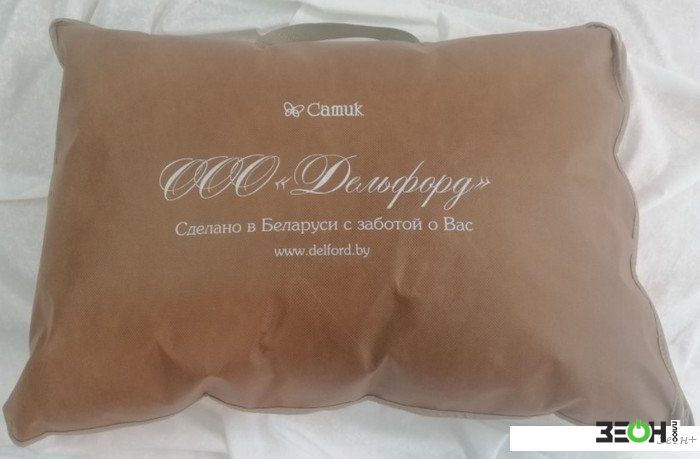 Сатик
ООО «Дельфорд»
Сделано в Беларуси с заботой о Вас
www.delford.by
ЗЕОН